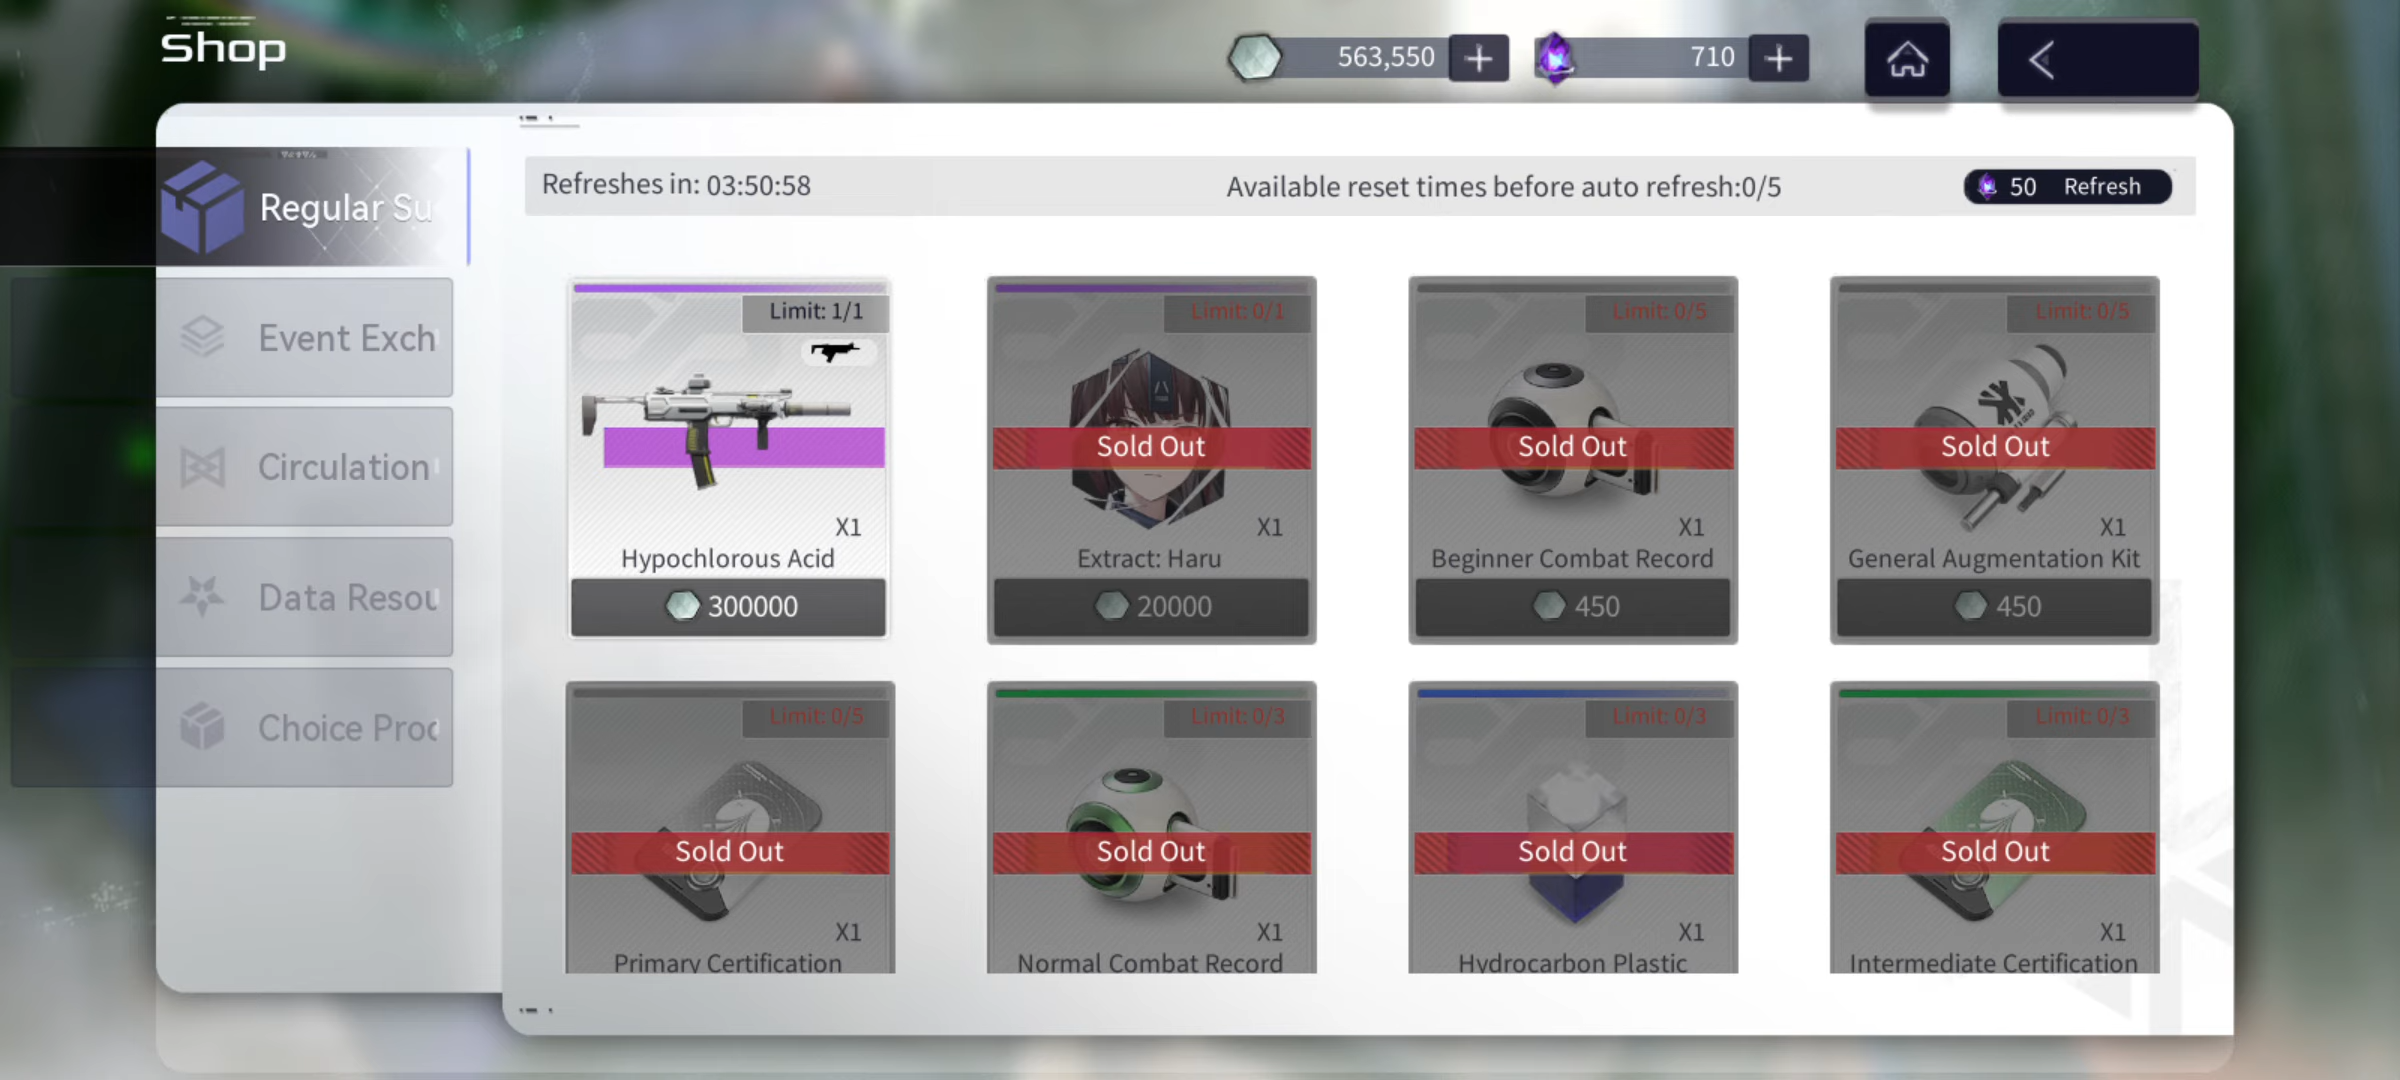 Shop
563,550
710
Regular Su
Event Exch
Circulation
Data Resou
Choice Proc
Refreshes in: 03:50:58
Available reset times before auto refresh:0/5
50 Refresh
Limit: 1/1
X1
Hypochlorous Acid
300000
Limit: 0/1
Sold Out
X1
Extract: Haru
20000
Limit: 0/5
Sold Out
X1
Beginner Combat Record
450
Limit: 0/5
Sold Out
X1
General Augmentation Kit
450
Limit: 0/5
Sold Out
X1
Primary Certification
Limit: 0/3
Sold Out
X1
Normal Combat Record
Limit: 0/3
Sold Out
X1
Hydrocarbon Plastic
Limit: 0/3
Sold Out
X1
Intermediate Certification